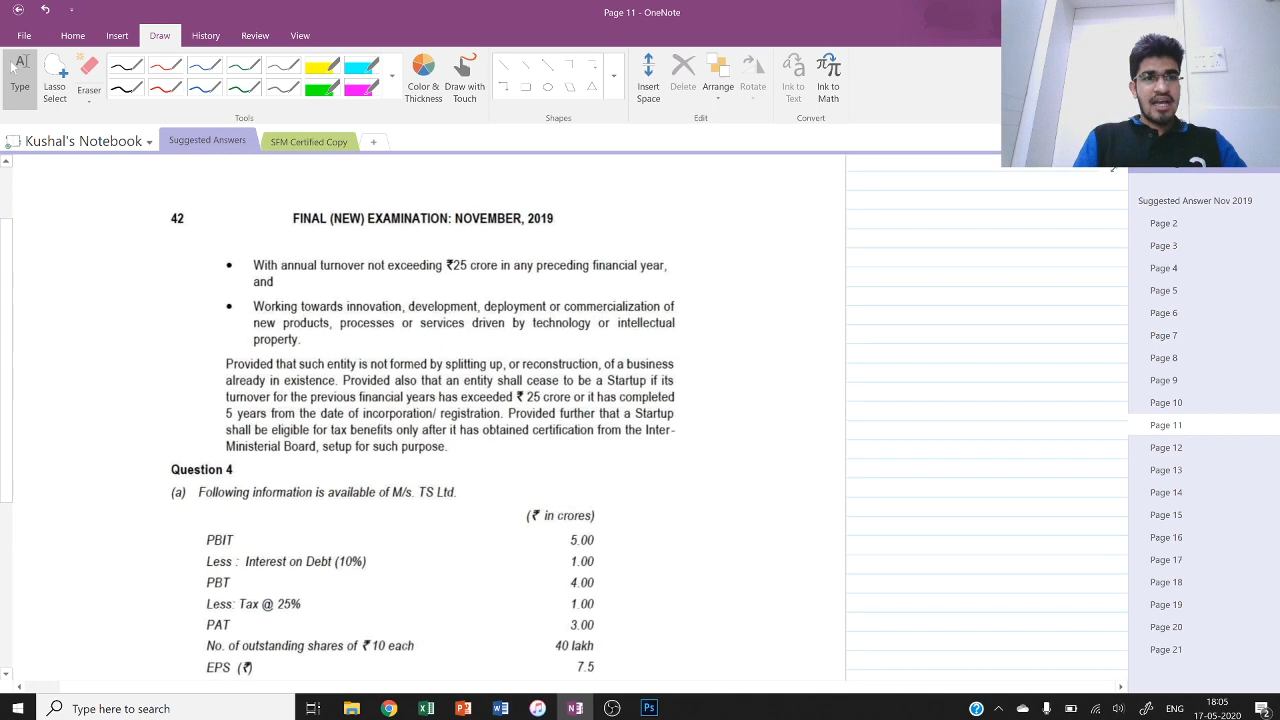 Page 11 - OneNote
File
Home
Insert
Draw
History
Review
View
Type
Lasso
Select
Eraser
Color &
Thickness
Draw with
Touch
Insert
Space
Delete
Arrange
Rotate
Ink to
Text
Ink to
Math
Tools
Shapes
Edit
Convert
Kushal's Notebook
Suggested Answers
SFM Certified Copy
+
42 FINAL (NEW) EXAMINATION: NOVEMBER, 2019
• With annual turnover not exceeding ₹25 crore in any preceding financial year,
and
• Working towards innovation, development, deployment or commercialization of
new products, processes or services driven by technology or intellectual
property.
Provided that such entity is not formed by splitting up, or reconstruction, of a business
already in existence. Provided also that an entity shall cease to be a Startup if its
turnover for the previous financial years has exceeded ₹ 25 crore or it has completed
5 years from the date of incorporation/ registration. Provided further that a Startup
shall be eligible for tax benefits only after it has obtained certification from the Inter-
Ministerial Board, setup for such purpose.
Question 4
(a) Following information is available of M/s. TS Ltd.
(₹ in crores)
PBIT 5.00
Less : Interest on Debt (10%) 1.00
PBT 4.00
Less: Tax @ 25% 1.00
PAT 3.00
No. of outstanding shares of ₹ 10 each 40 lakh
EPS (₹) 7.5
Suggested Answer Nov 2019
Page 2
Page 3
Page 4
Page 5
Page 6
Page 7
Page 8
Page 9
Page 10
Page 11
Page 12
Page 13
Page 14
Page 15
Page 16
Page 17
Page 18
Page 19
Page 20
Page 21
Type here to search
18:05
17-05-2020